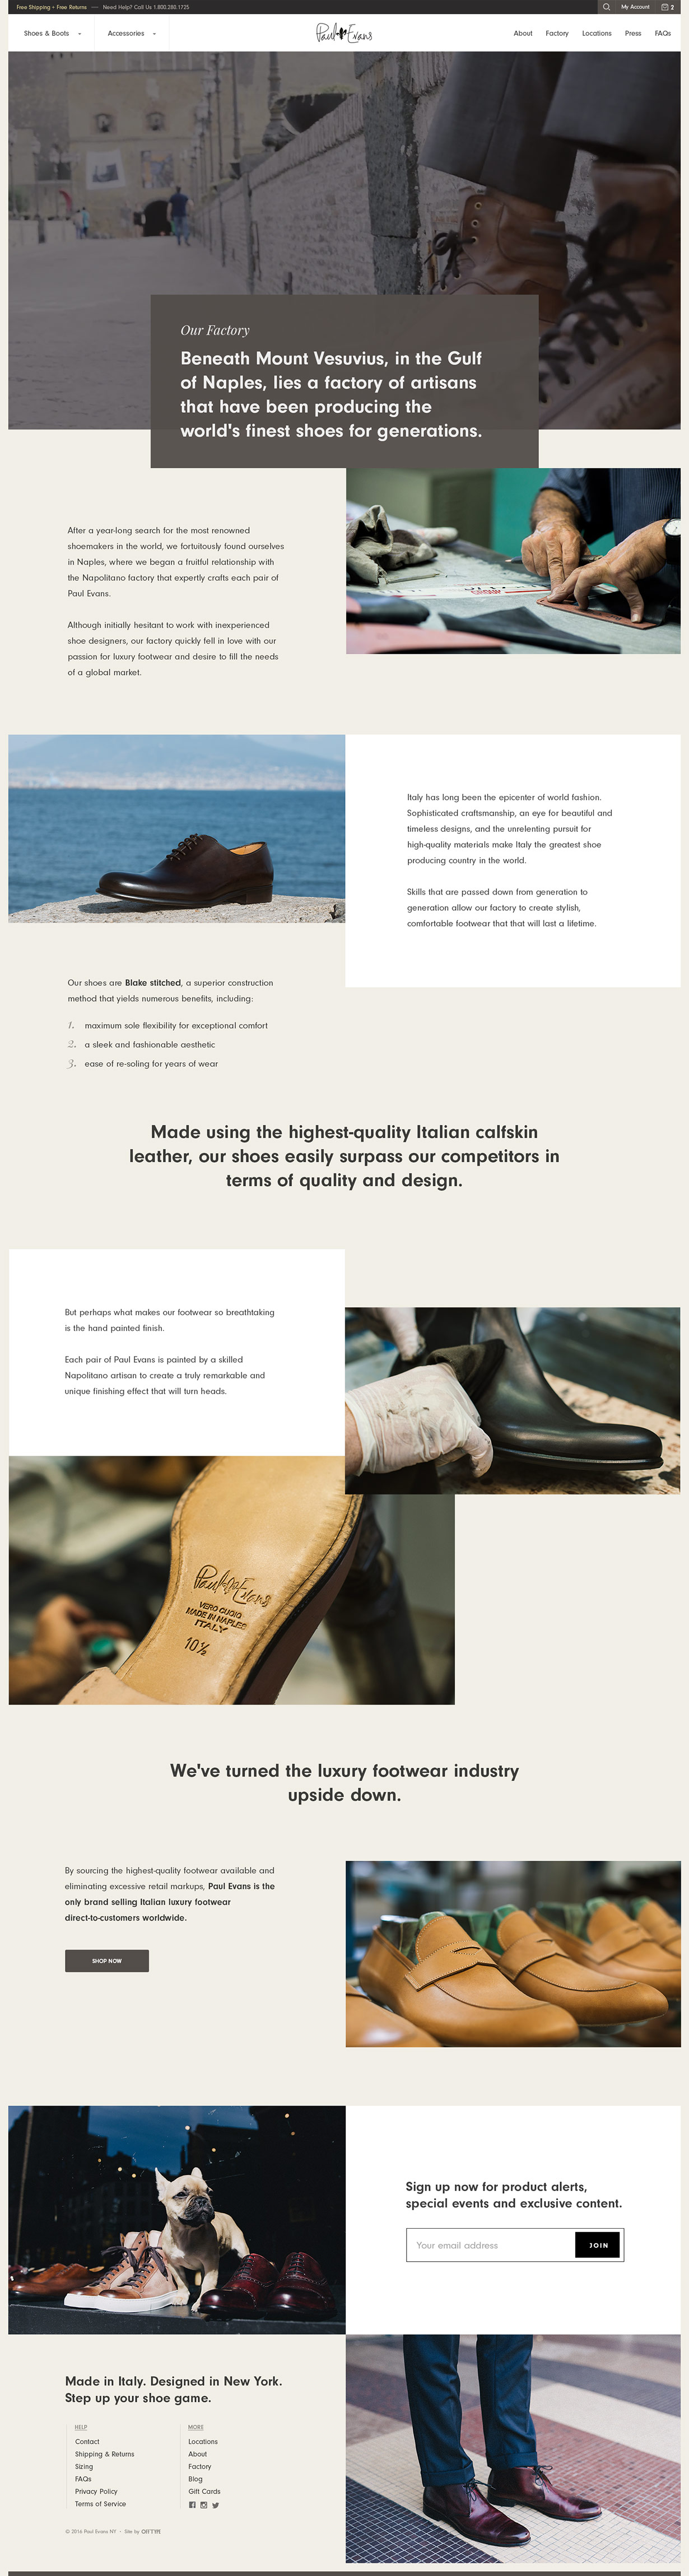 Free Shipping + Free Returns — Need Help? Call Us 1.800.280.1725
My Account 2
Shoes & Boots
Accessories
Paul Evans
About Factory Locations Press FAQs
Our Factory
Beneath Mount Vesuvius, in the Gulf
of Naples, lies a factory of artisans
that have been producing the
world's finest shoes for generations.
After a year-long search for the most renowned
shoemakers in the world, we fortuitously found ourselves
in Naples, where we began a fruitful relationship with
the Napolitano factory that expertly crafts each pair of
Paul Evans.
Although initially hesitant to work with inexperienced
shoe designers, our factory quickly fell in love with our
passion for luxury footwear and desire to fill the needs
of a global market.
Italy has long been the epicenter of world fashion.
Sophisticated craftsmanship, an eye for beautiful and
timeless designs, and the unrelenting pursuit for
high-quality materials make Italy the greatest shoe
producing country in the world.
Skills that are passed down from generation to
generation allow our factory to create stylish,
comfortable footwear that that will last a lifetime.
Our shoes are Blake stitched, a superior construction
method that yields numerous benefits, including:
1. maximum sole flexibility for exceptional comfort
2. a sleek and fashionable aesthetic
3. ease of re-soling for years of wear
Made using the highest-quality Italian calfskin
leather, our shoes easily surpass our competitors in
terms of quality and design.
But perhaps what makes our footwear so breathtaking
is the hand painted finish.
Each pair of Paul Evans is painted by a skilled
Napolitano artisan to create a truly remarkable and
unique finishing effect that will turn heads.
Paul Evans
VERO CUOIO
MADE IN NAPLES
ITALY
10½
We've turned the luxury footwear industry
upside down.
By sourcing the highest-quality footwear available and
eliminating excessive retail markups, Paul Evans is the
only brand selling Italian luxury footwear
direct-to-customers worldwide.
SHOP NOW
Sign up now for product alerts,
special events and exclusive content.
Your email address
JOIN
Made in Italy. Designed in New York.
Step up your shoe game.
HELP
Contact
Shipping & Returns
Sizing
FAQs
Privacy Policy
Terms of Service
MORE
Locations
About
Factory
Blog
Gift Cards
© 2016 Paul Evans NY • Site by